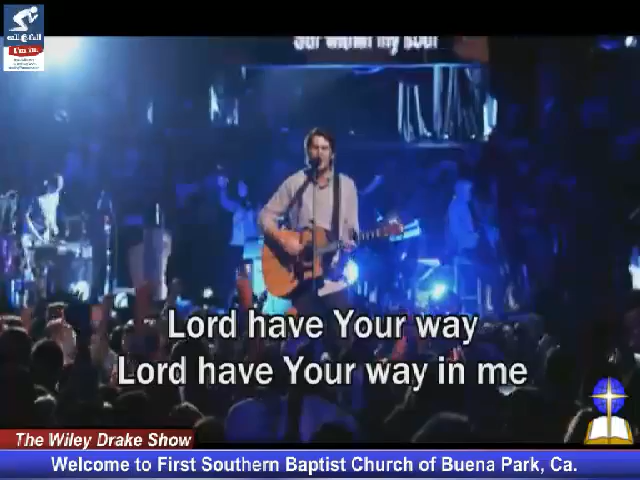 Lord have Your way
Lord have Your way in me
The Wiley Drake Show
Welcome to First Southern Baptist Church of Buena Park, Ca.